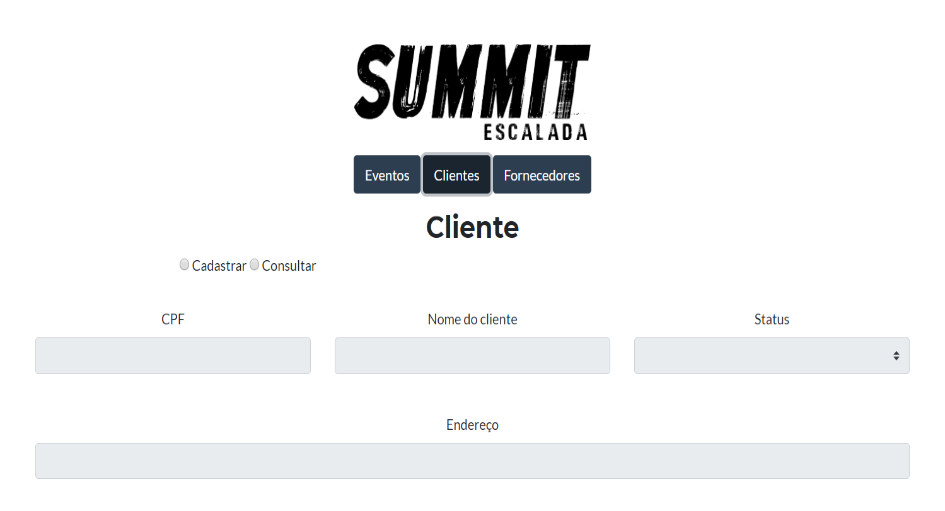 SUMMIT
ESCALADA
Eventos Clientes Fornecedores
Cliente
Cadastrar Consultar
CPF Nome do cliente Status
Endereço